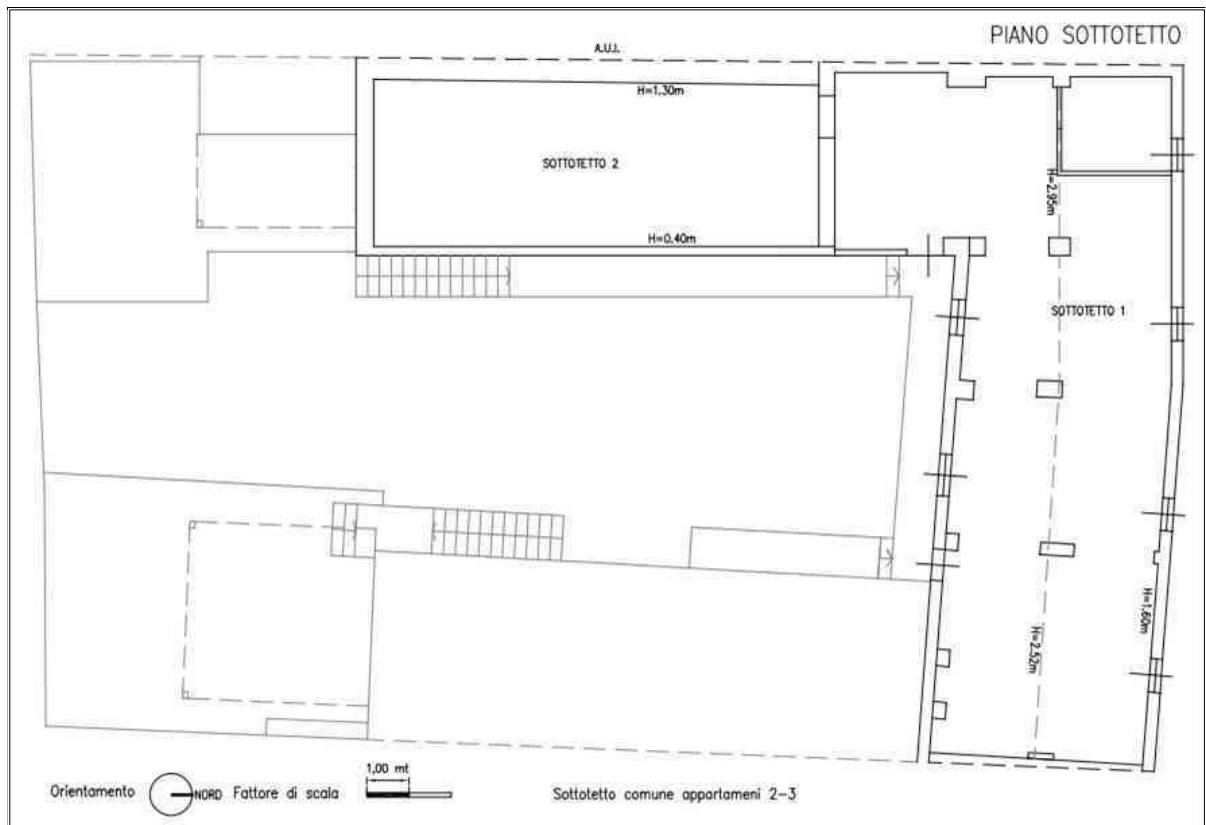 PIANO SOTTOTETTO
A.U.I.
H=1.30m
SOTTOTETTO 2
H=2.95m
H=0.40m
SOTTOTETTO 1
H=1.60m
H=2.52m
1,00 mt
Orientamento NORD Fattore di scala Sottotetto comune appartameni 2-3